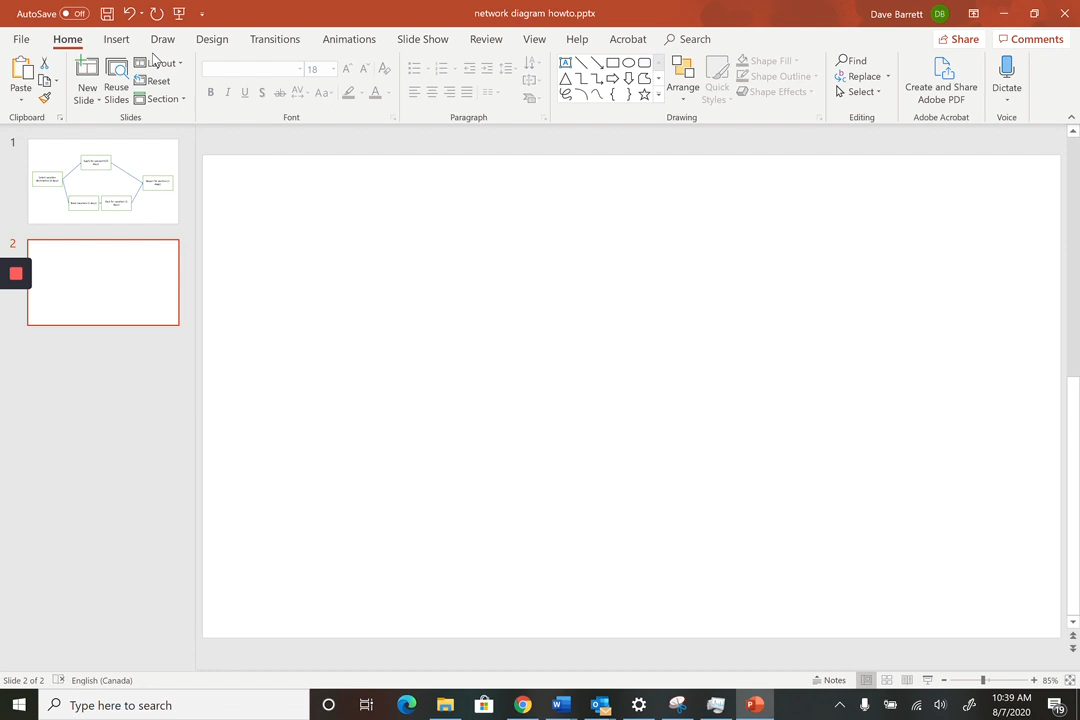 AutoSave Off
network diagram howto.pptx
Dave Barrett DB
File Home Insert Draw Design Transitions Animations Slide Show Review View Help Acrobat Search
Share Comments
Paste
New
Slide
Reuse
Slides
Layout
Reset
Section
18
B I U S ab AV Aa A
Arrange
Quick
Styles
Shape Fill
Shape Outline
Shape Effects
Find
Replace
Select
Create and Share
Adobe PDF
Dictate
Clipboard Slides Font Paragraph Drawing Editing Adobe Acrobat Voice
1
2
Slide 2 of 2 English (Canada)
Notes 85%
Type here to search
10:39 AM
8/7/2020
19